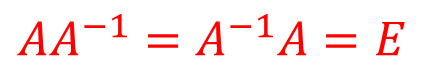 AA⁻¹ = A⁻¹A = E